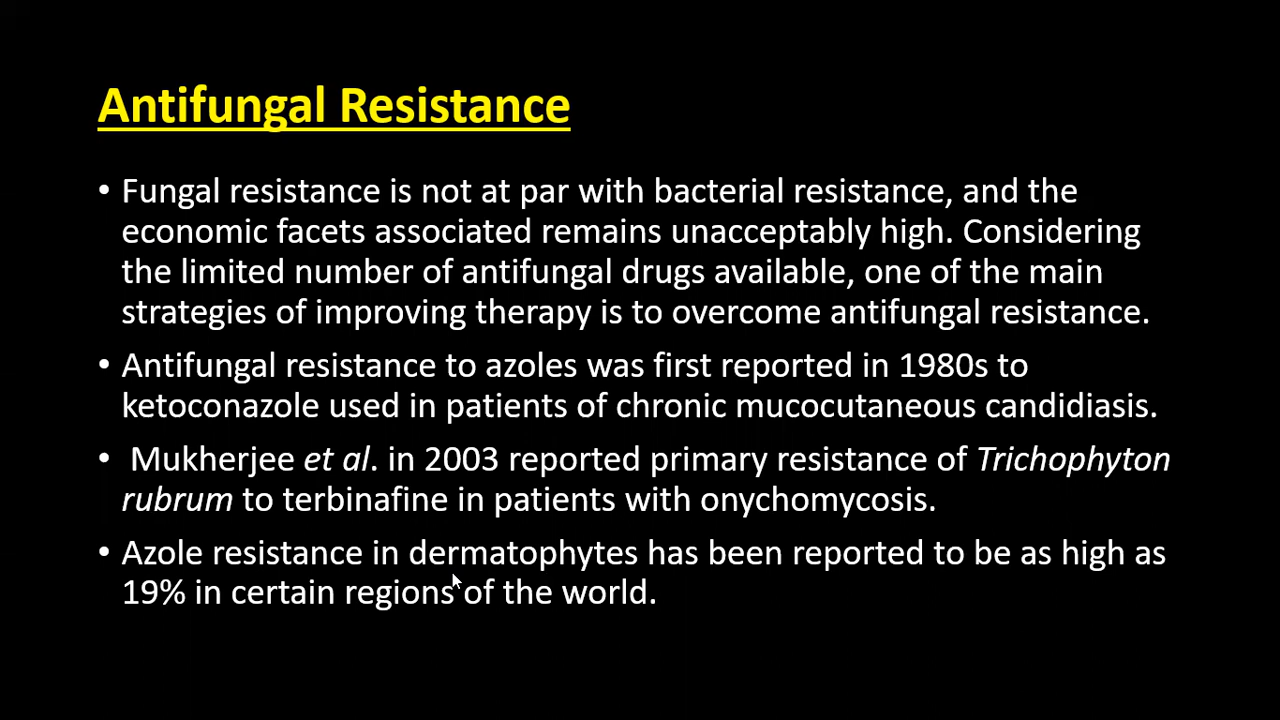 Antifungal Resistance
• Fungal resistance is not at par with bacterial resistance, and the
economic facets associated remains unacceptably high. Considering
the limited number of antifungal drugs available, one of the main
strategies of improving therapy is to overcome antifungal resistance.
• Antifungal resistance to azoles was first reported in 1980s to
ketoconazole used in patients of chronic mucocutaneous candidiasis.
• Mukherjee et al. in 2003 reported primary resistance of Trichophyton
rubrum to terbinafine in patients with onychomycosis.
• Azole resistance in dermatophytes has been reported to be as high as
19% in certain regions of the world.